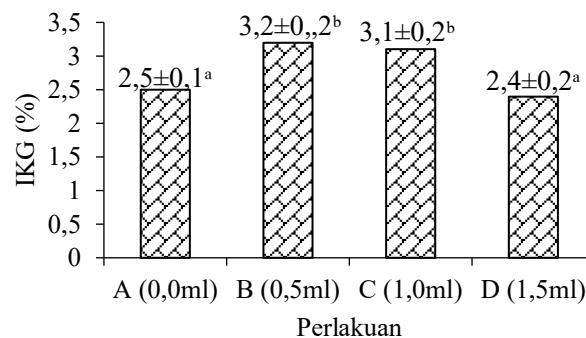 IKG (%)
3,5
3
2,5
2
1,5
1
0,5
0
2,5±0,1ᵃ
3,2±0,,2ᵇ
3,1±0,2ᵇ
2,4±0,2ᵃ
A (0,0ml) B (0,5ml) C (1,0ml) D (1,5ml)
Perlakuan